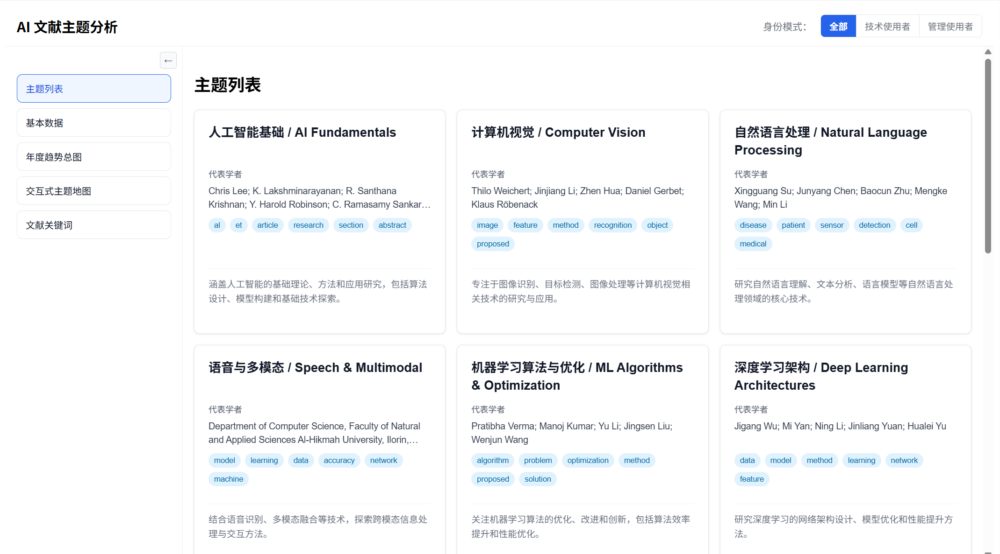 AI 文献主题分析
身份模式：
全部
技术使用者
管理使用者
←
主题列表
基本数据
年度趋势总图
交互式主题地图
文献关键词
主题列表
人工智能基础 / AI Fundamentals
代表学者
Chris Lee; K. Lakshminarayanan; R. Santhana
Krishnan; Y. Harold Robinson; C. Ramasamy Sankar…
al et article research section abstract
涵盖人工智能的基础理论、方法和应用研究，包括算法
设计、模型构建和基础技术探索。
计算机视觉 / Computer Vision
代表学者
Thilo Weichert; Jinjiang Li; Zhen Hua; Daniel Gerbet;
Klaus Röbenack
image feature method recognition object
proposed
专注于图像识别、目标检测、图像处理等计算机视觉相
关技术的研究与应用。
自然语言处理 / Natural Language
Processing
代表学者
Xingguang Su; Junyang Chen; Baocun Zhu; Mengke
Wang; Min Li
disease patient sensor detection cell
medical
研究自然语言理解、文本分析、语言模型等自然语言处
理领域的核心技术。
语音与多模态 / Speech & Multimodal
代表学者
Department of Computer Science, Faculty of Natural
and Applied Sciences Al-Hikmah University, Ilorin,…
model learning data accuracy network
machine
结合语音识别、多模态融合等技术，探索跨模态信息处
理与交互方法。
机器学习算法与优化 / ML Algorithms
& Optimization
代表学者
Pratibha Verma; Manoj Kumar; Yu Li; Jingsen Liu;
Wenjun Wang
algorithm problem optimization method
proposed solution
关注机器学习算法的优化、改进和创新，包括算法效率
提升和性能优化。
深度学习架构 / Deep Learning
Architectures
代表学者
Jigang Wu; Mi Yan; Ning Li; Jinliang Yuan; Hualei Yu
data model method learning network
feature
研究深度学习的网络架构设计、模型优化和性能提升方
法。